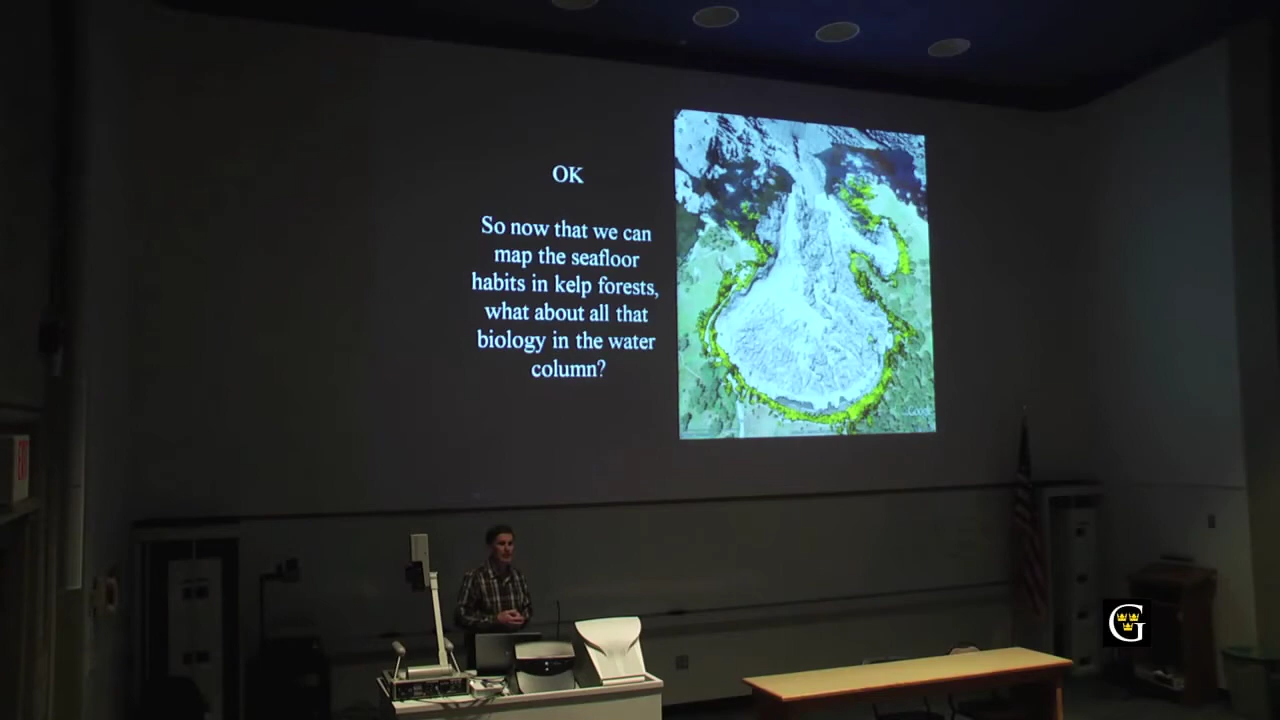 OK
So now that we can
map the seafloor
habits in kelp forests,
what about all that
biology in the water
column?
Google
G